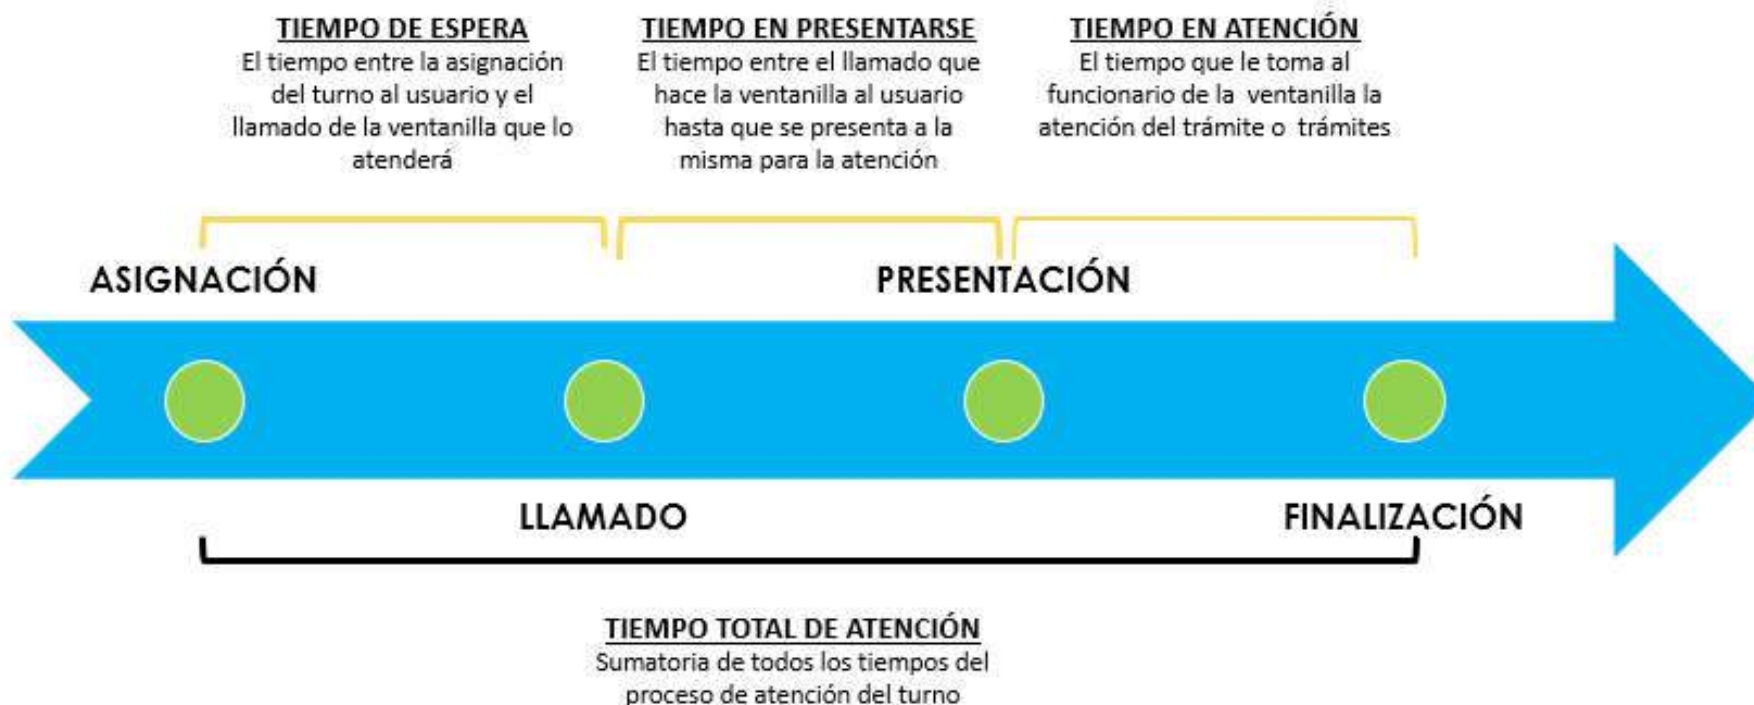 TIEMPO DE ESPERA
El tiempo entre la asignación
del turno al usuario y el
llamado de la ventanilla que lo
atenderá
TIEMPO EN PRESENTARSE
El tiempo entre el llamado que
hace la ventanilla al usuario
hasta que se presenta a la
misma para la atención
TIEMPO EN ATENCIÓN
El tiempo que le toma al
funcionario de la ventanilla la
atención del trámite o trámites
ASIGNACIÓN
PRESENTACIÓN
LLAMADO
FINALIZACIÓN
TIEMPO TOTAL DE ATENCIÓN
Sumatoria de todos los tiempos del
proceso de atención del turno